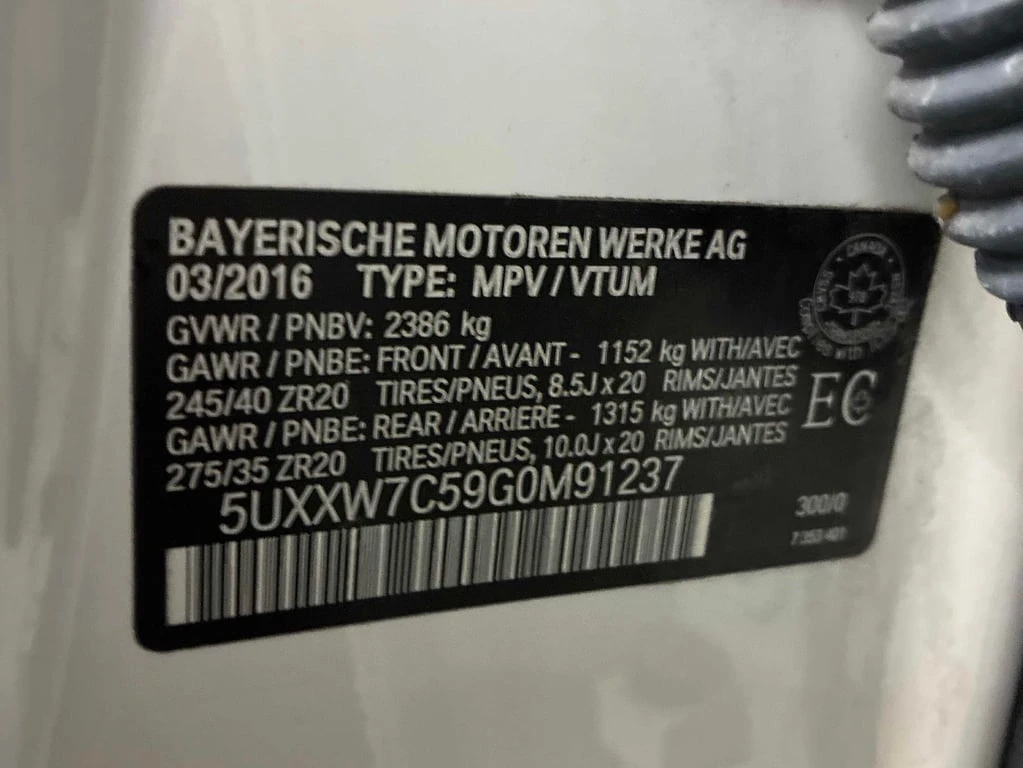 BAYERISCHE MOTOREN WERKE AG
03/2016 TYPE: MPV / VTUM
GVWR / PNBV: 2386 kg
GAWR / PNBE: FRONT / AVANT - 1152 kg WITH/AVEC
245/40 ZR20 TIRES/PNEUS, 8.5J x 20 RIMS/JANTES
GAWR / PNBE: REAR / ARRIERE - 1315 kg WITH/AVEC
275/35 ZR20 TIRES/PNEUS, 10.0J x 20 RIMS/JANTES
5UXXW7C59G0M91237
CANADA
EC
300/0
7 353 401